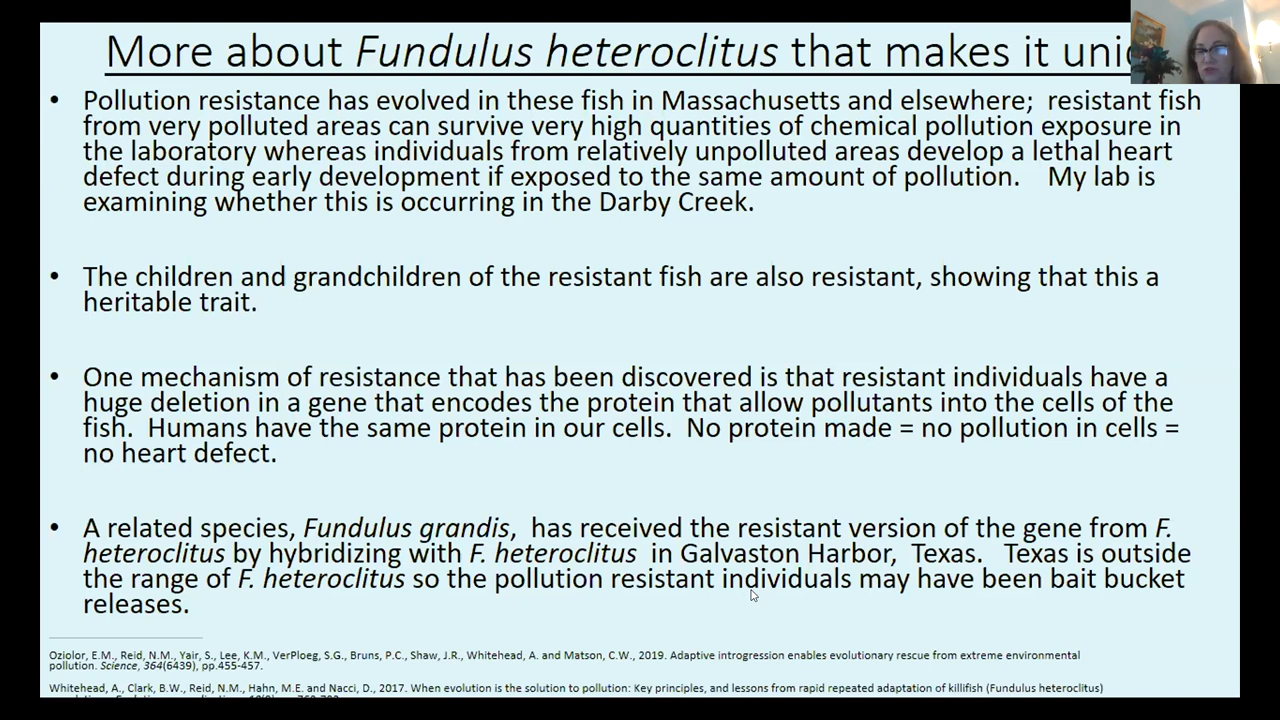 More about Fundulus heteroclitus that makes it
• Pollution resistance has evolved in these fish in Massachusetts and elsewhere;  resistant fish
from very polluted areas can survive very high quantities of chemical pollution exposure in
the laboratory whereas individuals from relatively unpolluted areas develop a lethal heart
defect during early development if exposed to the same amount of pollution.    My lab is
examining whether this is occurring in the Darby Creek.
• The children and grandchildren of the resistant fish are also resistant, showing that this a
heritable trait.
• One mechanism of resistance that has been discovered is that resistant individuals have a
huge deletion in a gene that encodes the protein that allow pollutants into the cells of the
fish.  Humans have the same protein in our cells.  No protein made = no pollution in cells =
no heart defect.
• A related species, Fundulus grandis,  has received the resistant version of the gene from F.
heteroclitus by hybridizing with F. heteroclitus  in Galvaston Harbor,  Texas.   Texas is outside
the range of F. heteroclitus so the pollution resistant individuals may have been bait bucket
releases.
Oziolor, E.M., Reid, N.M., Yair, S., Lee, K.M., VerPloeg, S.G., Bruns, P.C., Shaw, J.R., Whitehead, A. and Matson, C.W., 2019. Adaptive introgression enables evolutionary rescue from extreme environmental
pollution. Science, 364(6439), pp.455-457.
Whitehead, A., Clark, B.W., Reid, N.M., Hahn, M.E. and Nacci, D., 2017. When evolution is the solution to pollution: Key principles, and lessons from rapid repeated adaptation of killifish (Fundulus heteroclitus)